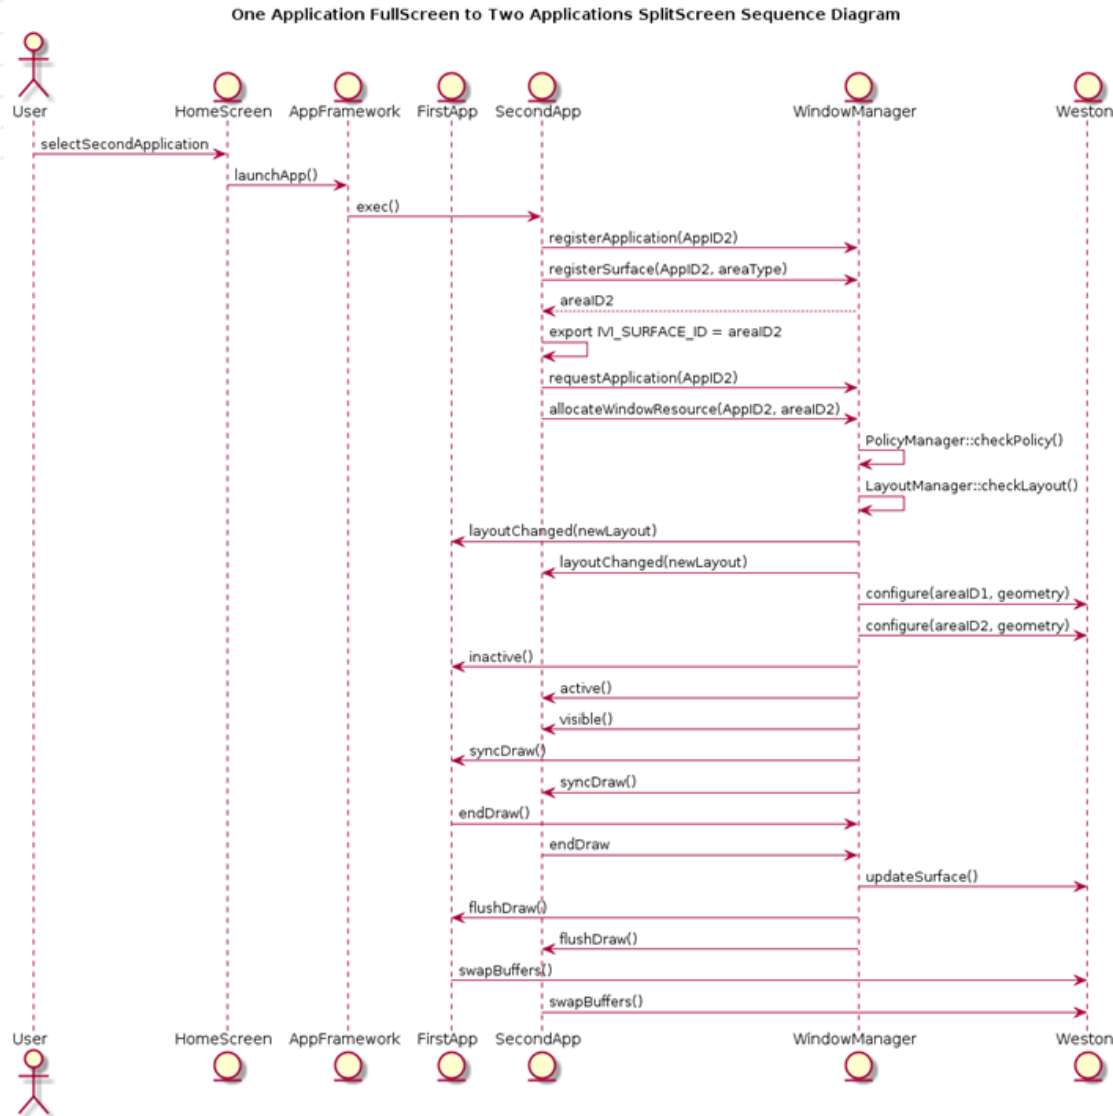 One Application FullScreen to Two Applications SplitScreen Sequence Diagram
User HomeScreen AppFramework FirstApp SecondApp WindowManager Weston
selectSecondApplication
launchApp()
exec()
registerApplication(AppID2)
registerSurface(AppID2, areaType)
areaID2
export IVI_SURFACE_ID = areaID2
requestApplication(AppID2)
allocateWindowResource(AppID2, areaID2)
PolicyManager::checkPolicy()
LayoutManager::checkLayout()
layoutChanged(newLayout)
layoutChanged(newLayout)
configure(areaID1, geometry)
configure(areaID2, geometry)
inactive()
active()
visible()
syncDraw()
syncDraw()
endDraw()
endDraw
updateSurface()
flushDraw()
flushDraw()
swapBuffers()
swapBuffers()
User HomeScreen AppFramework FirstApp SecondApp WindowManager Weston